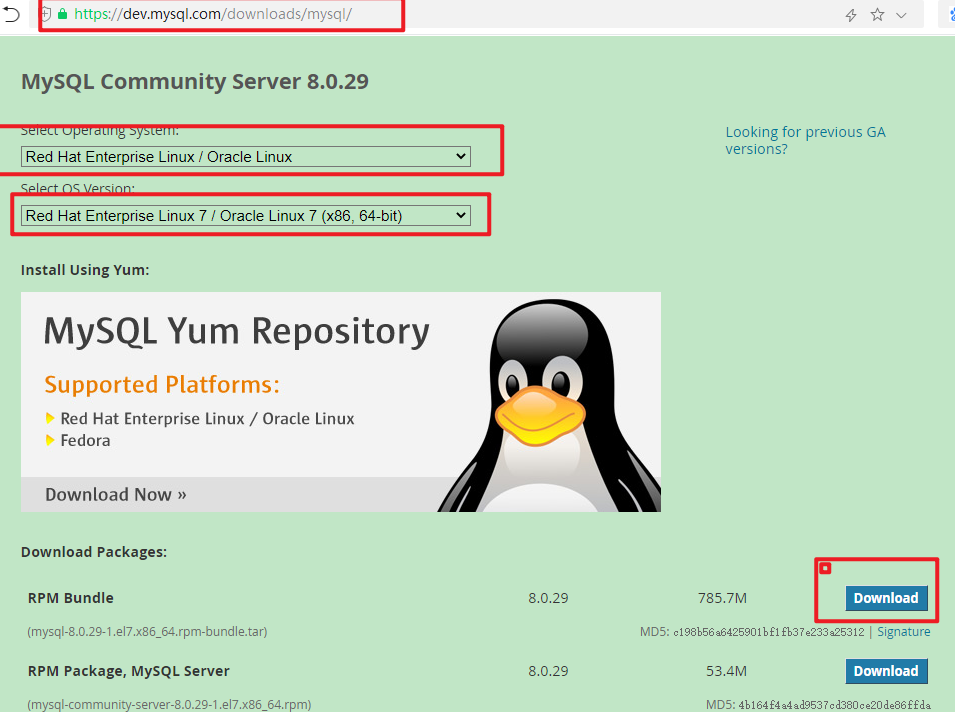 https://dev.mysql.com/downloads/mysql/
MySQL Community Server 8.0.29
Select Operating System:
Looking for previous GA
versions?
Red Hat Enterprise Linux / Oracle Linux
Select OS Version:
Red Hat Enterprise Linux 7 / Oracle Linux 7 (x86, 64-bit)
Install Using Yum:
MySQL Yum Repository
Supported Platforms:
Red Hat Enterprise Linux / Oracle Linux
Fedora
Download Now »
Download Packages:
RPM Bundle 8.0.29 785.7M Download
(mysql-8.0.29-1.el7.x86_64.rpm-bundle.tar) MD5: c198b56a6425901bf1fb37e233a25312 | Signature
RPM Package, MySQL Server 8.0.29 53.4M Download
(mysql-community-server-8.0.29-1.el7.x86_64.rpm) MD5: 4b164f4a4ad9537cd380ce20de86ffda